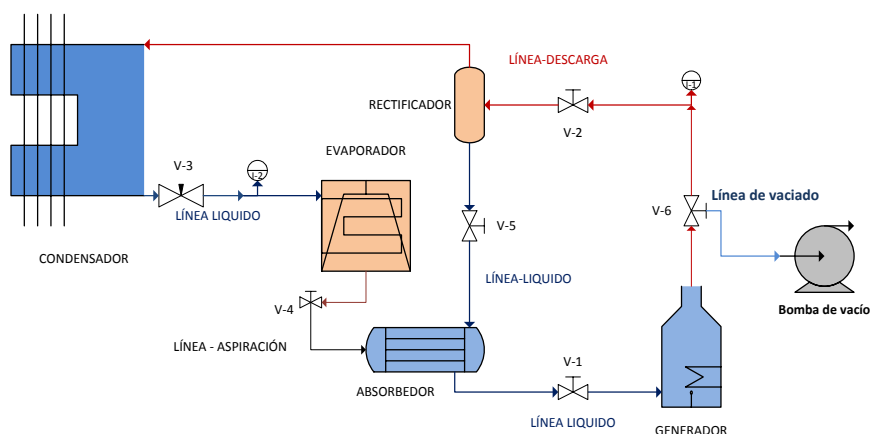 LÍNEA-DESCARGA
I-1
RECTIFICADOR
V-2
EVAPORADOR
V-3
I-2
Línea de vaciado
V-6
LÍNEA LIQUIDO
V-5
CONDENSADOR
LÍNEA-LIQUIDO
V-4
Bomba de vacío
LÍNEA - ASPIRACIÓN
V-1
ABSORBEDOR
LÍNEA LIQUIDO
GENERADOR